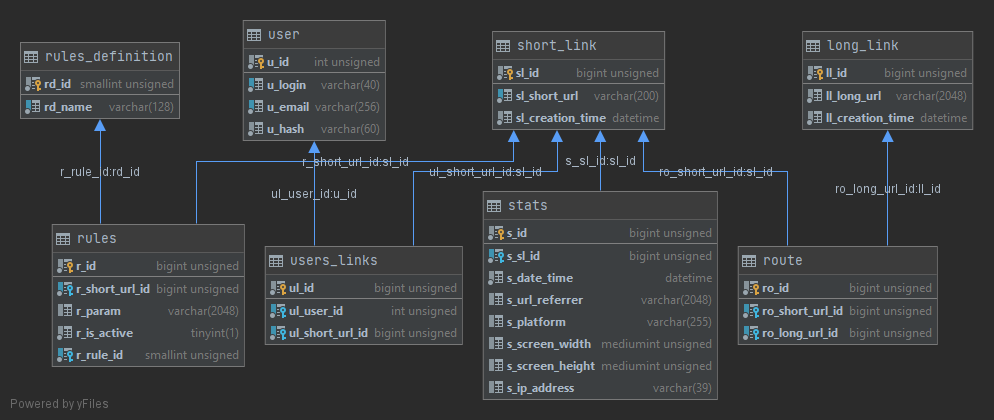 rules_definition
rd_id smallint unsigned
rd_name varchar(128)
user
u_id int unsigned
u_login varchar(40)
u_email varchar(256)
u_hash varchar(60)
short_link
sl_id bigint unsigned
sl_short_url varchar(200)
sl_creation_time datetime
long_link
ll_id bigint unsigned
ll_long_url varchar(2048)
ll_creation_time datetime
r_rule_id:rd_id
r_short_url_id:sl_id
ul_user_id:u_id
ul_short_url_id:sl_id
s_sl_id:sl_id
ro_short_url_id:sl_id
ro_long_url_id:ll_id
rules
r_id bigint unsigned
r_short_url_id bigint unsigned
r_param varchar(2048)
r_is_active tinyint(1)
r_rule_id smallint unsigned
users_links
ul_id bigint unsigned
ul_user_id int unsigned
ul_short_url_id bigint unsigned
stats
s_id bigint unsigned
s_sl_id bigint unsigned
s_date_time datetime
s_url_referrer varchar(2048)
s_platform varchar(255)
s_screen_width mediumint unsigned
s_screen_height mediumint unsigned
s_ip_address varchar(39)
route
ro_id bigint unsigned
ro_short_url_id bigint unsigned
ro_long_url_id bigint unsigned
Powered by yFiles